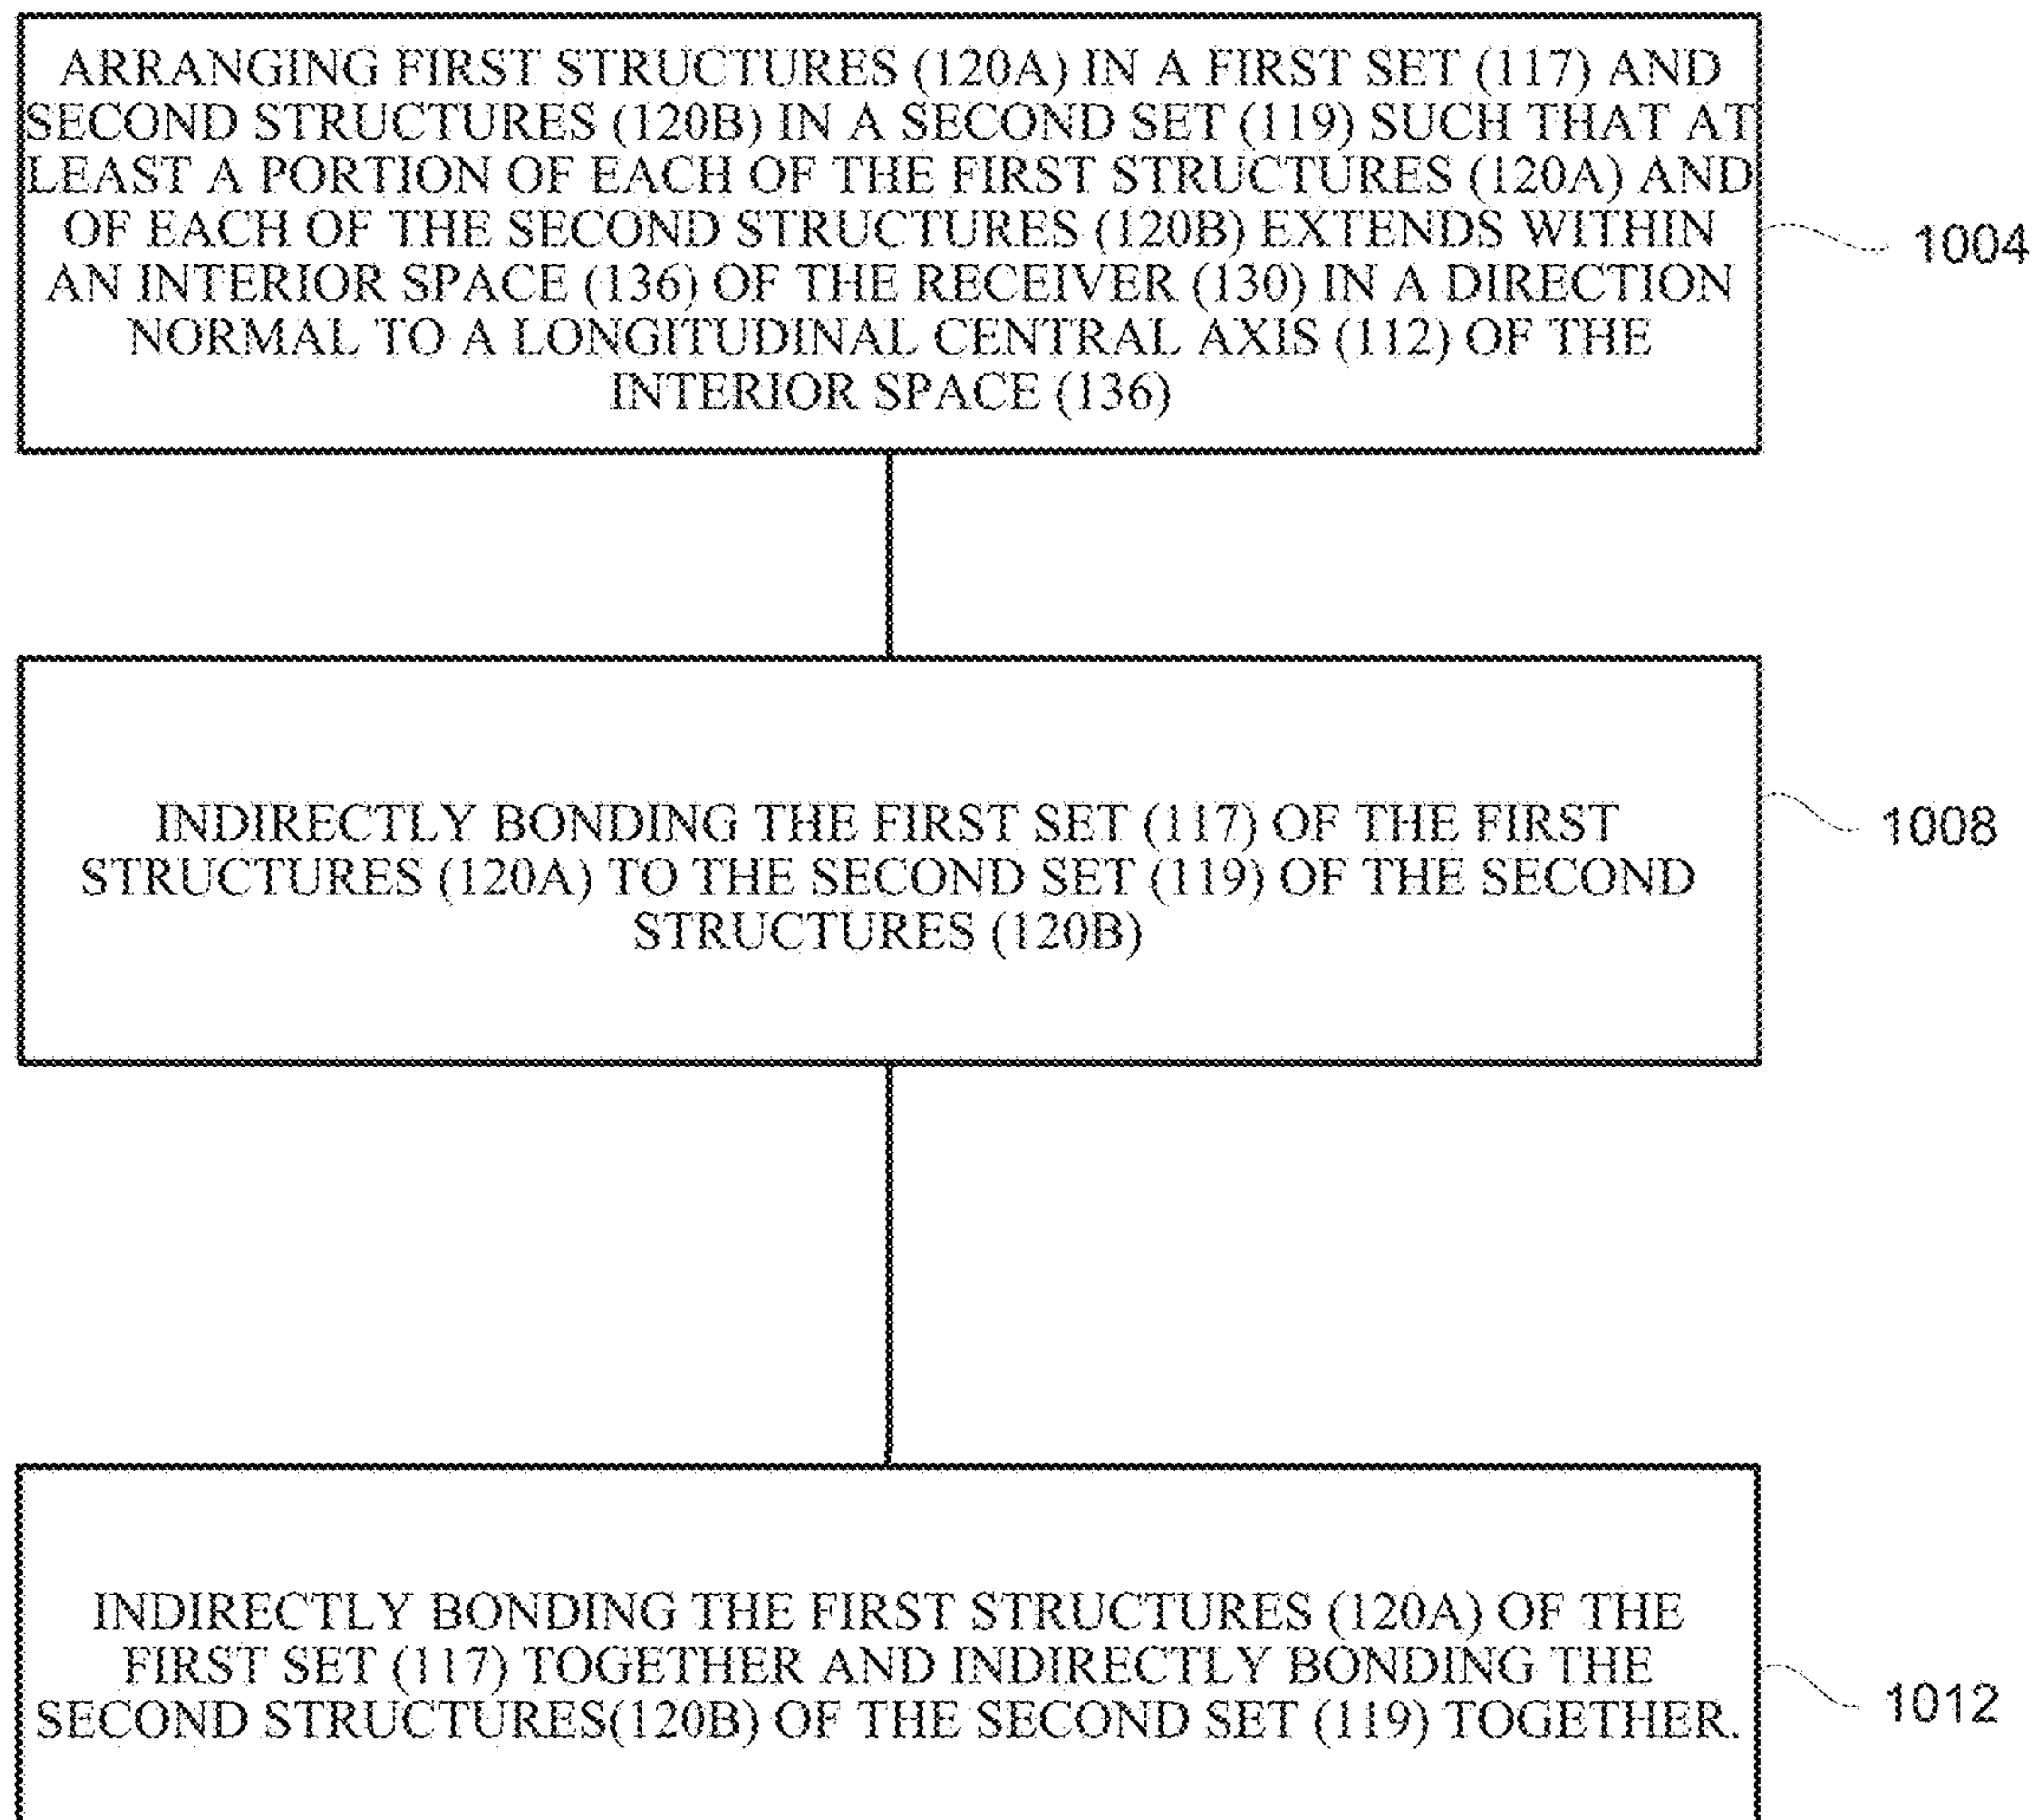 ARRANGING FIRST STRUCTURES (120A) IN A FIRST SET (117) AND
SECOND STRUCTURES (120B) IN A SECOND SET (119) SUCH THAT AT
LEAST A PORTION OF EACH OF THE FIRST STRUCTURES (120A) AND
OF EACH OF THE SECOND STRUCTURES (120B) EXTENDS WITHIN
AN INTERIOR SPACE (136) OF THE RECEIVER (130) IN A DIRECTION
NORMAL TO A LONGITUDINAL CENTRAL AXIS (112) OF THE
INTERIOR SPACE (136)
1004
INDIRECTLY BONDING THE FIRST SET (117) OF THE FIRST
STRUCTURES (120A) TO THE SECOND SET (119) OF THE SECOND
STRUCTURES (120B)
1008
INDIRECTLY BONDING THE FIRST STRUCTURES (120A) OF THE
FIRST SET (117) TOGETHER AND INDIRECTLY BONDING THE
SECOND STRUCTURES(120B) OF THE SECOND SET (119) TOGETHER.
1012